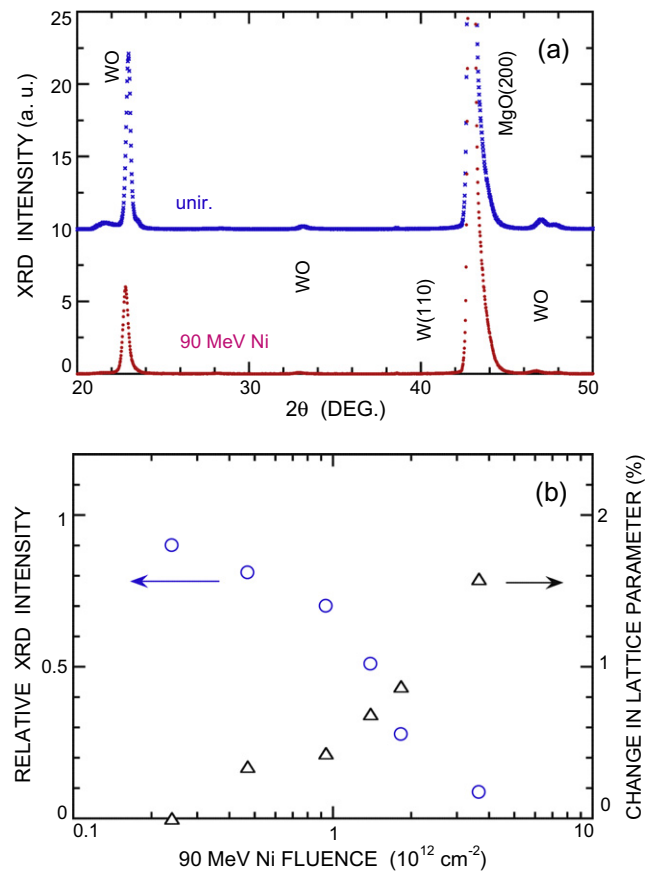 25
20
15
10
5
0
XRD INTENSITY (a. u.)
WO
(a)
MgO(200)
unir.
WO
W(110)
WO
90 MeV Ni
20
30
40
50
2θ (DEG.)
(b)
1
0.5
0
RELATIVE XRD INTENSITY
2
1
0
CHANGE IN LATTICE PARAMETER (%)
0.1
1
10
90 MeV Ni FLUENCE (10¹² cm⁻²)